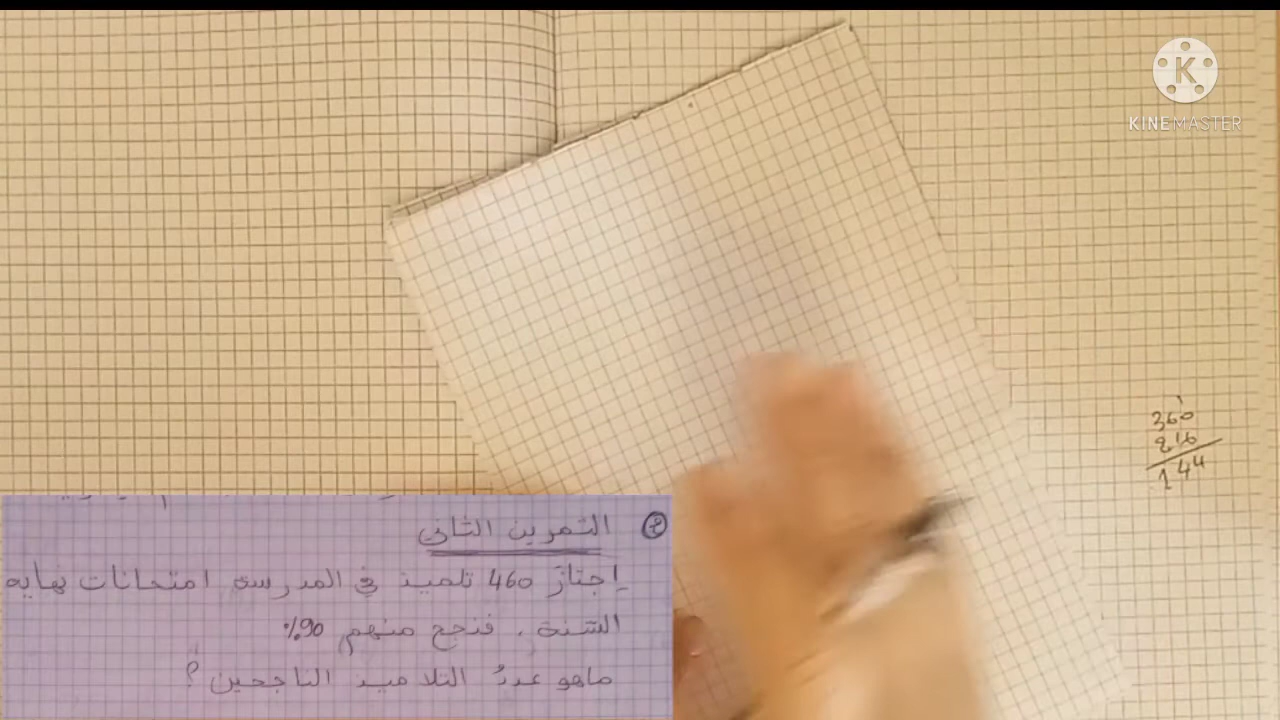 KINEMASTER
360
216
144
التمرين الثاني
إجتاز 460 تلميذ في المدرسة امتحانات نهاية
السنة، فنجح منهم 90%
ماهو عددُ التلاميذ الناجحين ؟